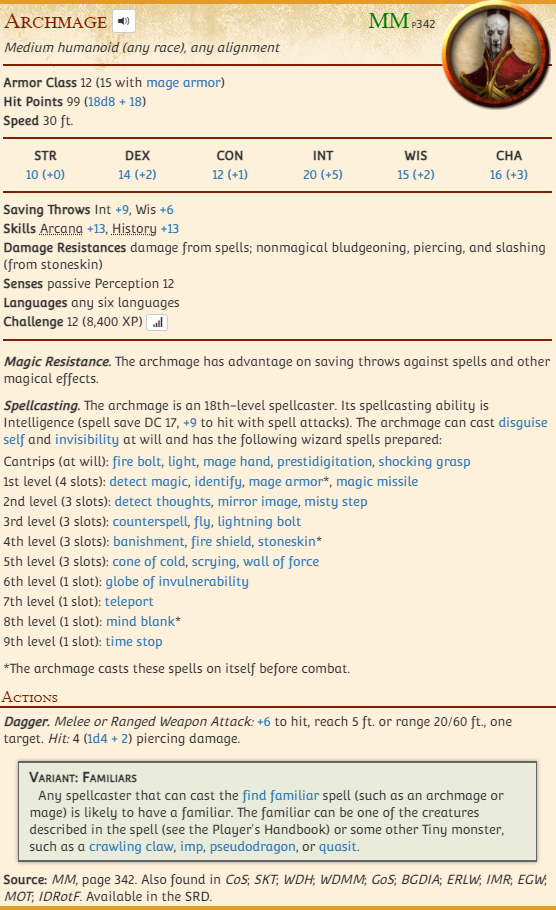 Archmage
MM p342
Medium humanoid (any race), any alignment
Armor Class 12 (15 with mage armor)
Hit Points 99 (18d8 + 18)
Speed 30 ft.
STR DEX CON INT WIS CHA
10 (+0) 14 (+2) 12 (+1) 20 (+5) 15 (+2) 16 (+3)
Saving Throws Int +9, Wis +6
Skills Arcana +13, History +13
Damage Resistances damage from spells; nonmagical bludgeoning, piercing, and slashing
(from stoneskin)
Senses passive Perception 12
Languages any six languages
Challenge 12 (8,400 XP)
Magic Resistance. The archmage has advantage on saving throws against spells and other
magical effects.
Spellcasting. The archmage is an 18th-level spellcaster. Its spellcasting ability is
Intelligence (spell save DC 17, +9 to hit with spell attacks). The archmage can cast disguise
self and invisibility at will and has the following wizard spells prepared:
Cantrips (at will): fire bolt, light, mage hand, prestidigitation, shocking grasp
1st level (4 slots): detect magic, identify, mage armor*, magic missile
2nd level (3 slots): detect thoughts, mirror image, misty step
3rd level (3 slots): counterspell, fly, lightning bolt
4th level (3 slots): banishment, fire shield, stoneskin*
5th level (3 slots): cone of cold, scrying, wall of force
6th level (1 slot): globe of invulnerability
7th level (1 slot): teleport
8th level (1 slot): mind blank*
9th level (1 slot): time stop
*The archmage casts these spells on itself before combat.
Actions
Dagger. Melee or Ranged Weapon Attack: +6 to hit, reach 5 ft. or range 20/60 ft., one
target. Hit: 4 (1d4 + 2) piercing damage.
Variant: Familiars
Any spellcaster that can cast the find familiar spell (such as an archmage or
mage) is likely to have a familiar. The familiar can be one of the creatures
described in the spell (see the Player's Handbook) or some other Tiny monster,
such as a crawling claw, imp, pseudodragon, or quasit.
Source: MM, page 342. Also found in CoS; SKT; WDH; WDMM; GoS; BGDIA; ERLW; IMR; EGW;
MOT; IDRotF. Available in the SRD.